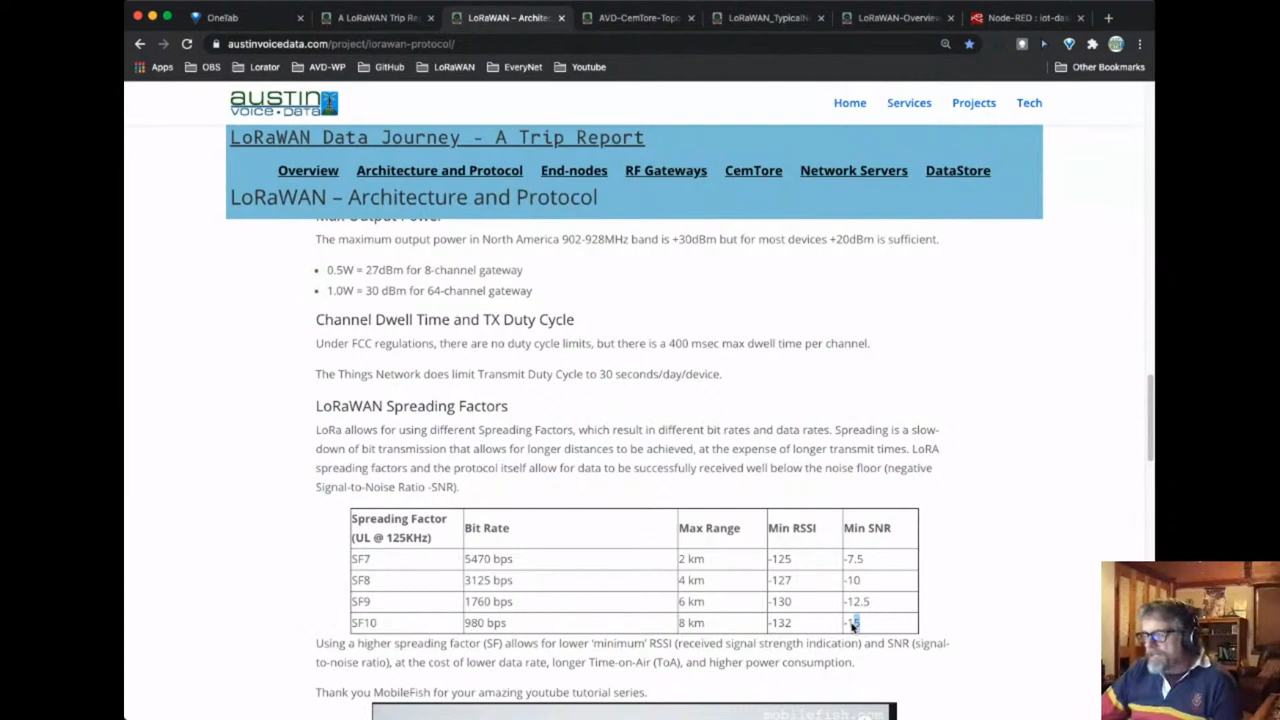 OneTab
A LoRaWAN Trip Re
LoRaWAN – Archite
AVD-CemTore-Topo
LoRaWAN_TypicalN
LoRaWAN-Overview
Node-RED : iot-das
austinvoicedata.com/project/lorawan-protocol/
Apps OBS Lorator AVD-WP GitHub LoRaWAN EveryNet Youtube Other Bookmarks
AUSTIN
VOICE•DATA
Home Services Projects Tech
LoRaWAN Data Journey - A Trip Report
Overview Architecture and Protocol End-nodes RF Gateways CemTore Network Servers DataStore
LoRaWAN – Architecture and Protocol
Max Output Power
The maximum output power in North America 902-928MHz band is +30dBm but for most devices +20dBm is sufficient.
• 0.5W = 27dBm for 8-channel gateway
• 1.0W = 30 dBm for 64-channel gateway
Channel Dwell Time and TX Duty Cycle
Under FCC regulations, there are no duty cycle limits, but there is a 400 msec max dwell time per channel.
The Things Network does limit Transmit Duty Cycle to 30 seconds/day/device.
LoRaWAN Spreading Factors
LoRa allows for using different Spreading Factors, which result in different bit rates and data rates. Spreading is a slow-
down of bit transmission that allows for longer distances to be achieved, at the expense of longer transmit times. LoRA
spreading factors and the protocol itself allow for data to be successfully received well below the noise floor (negative
Signal-to-Noise Ratio -SNR).
Spreading Factor
(UL @ 125KHz) Bit Rate Max Range Min RSSI Min SNR
SF7 5470 bps 2 km -125 -7.5
SF8 3125 bps 4 km -127 -10
SF9 1760 bps 6 km -130 -12.5
SF10 980 bps 8 km -132 -15
Using a higher spreading factor (SF) allows for lower 'minimum' RSSI (received signal strength indication) and SNR (signal-
to-noise ratio), at the cost of lower data rate, longer Time-on-Air (ToA), and higher power consumption.
Thank you MobileFish for your amazing youtube tutorial series.
mobilefish.com